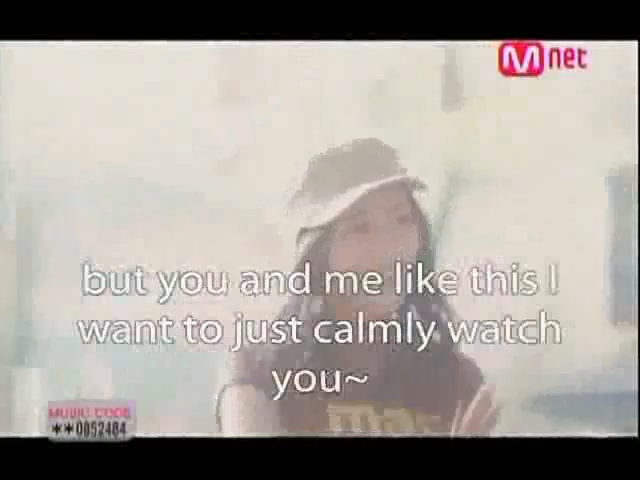 Mnet
but you and me like this I
want to just calmly watch
you~
MUSIC CODE
**0052484